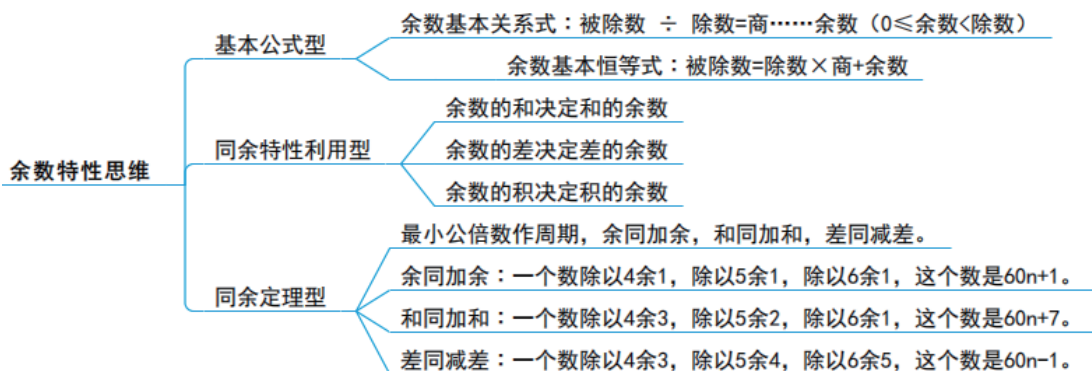 余数特性思维
基本公式型
余数基本关系式：被除数 ÷ 除数=商……余数（0≤余数<除数）
余数基本恒等式：被除数=除数×商+余数
同余特性利用型
余数的和决定和的余数
余数的差决定差的余数
余数的积决定积的余数
同余定理型
最小公倍数作周期，余同加余，和同加和，差同减差。
余同加余：一个数除以4余1，除以5余1，除以6余1，这个数是60n+1。
和同加和：一个数除以4余3，除以5余2，除以6余1，这个数是60n+7。
差同减差：一个数除以4余3，除以5余4，除以6余5，这个数是60n-1。